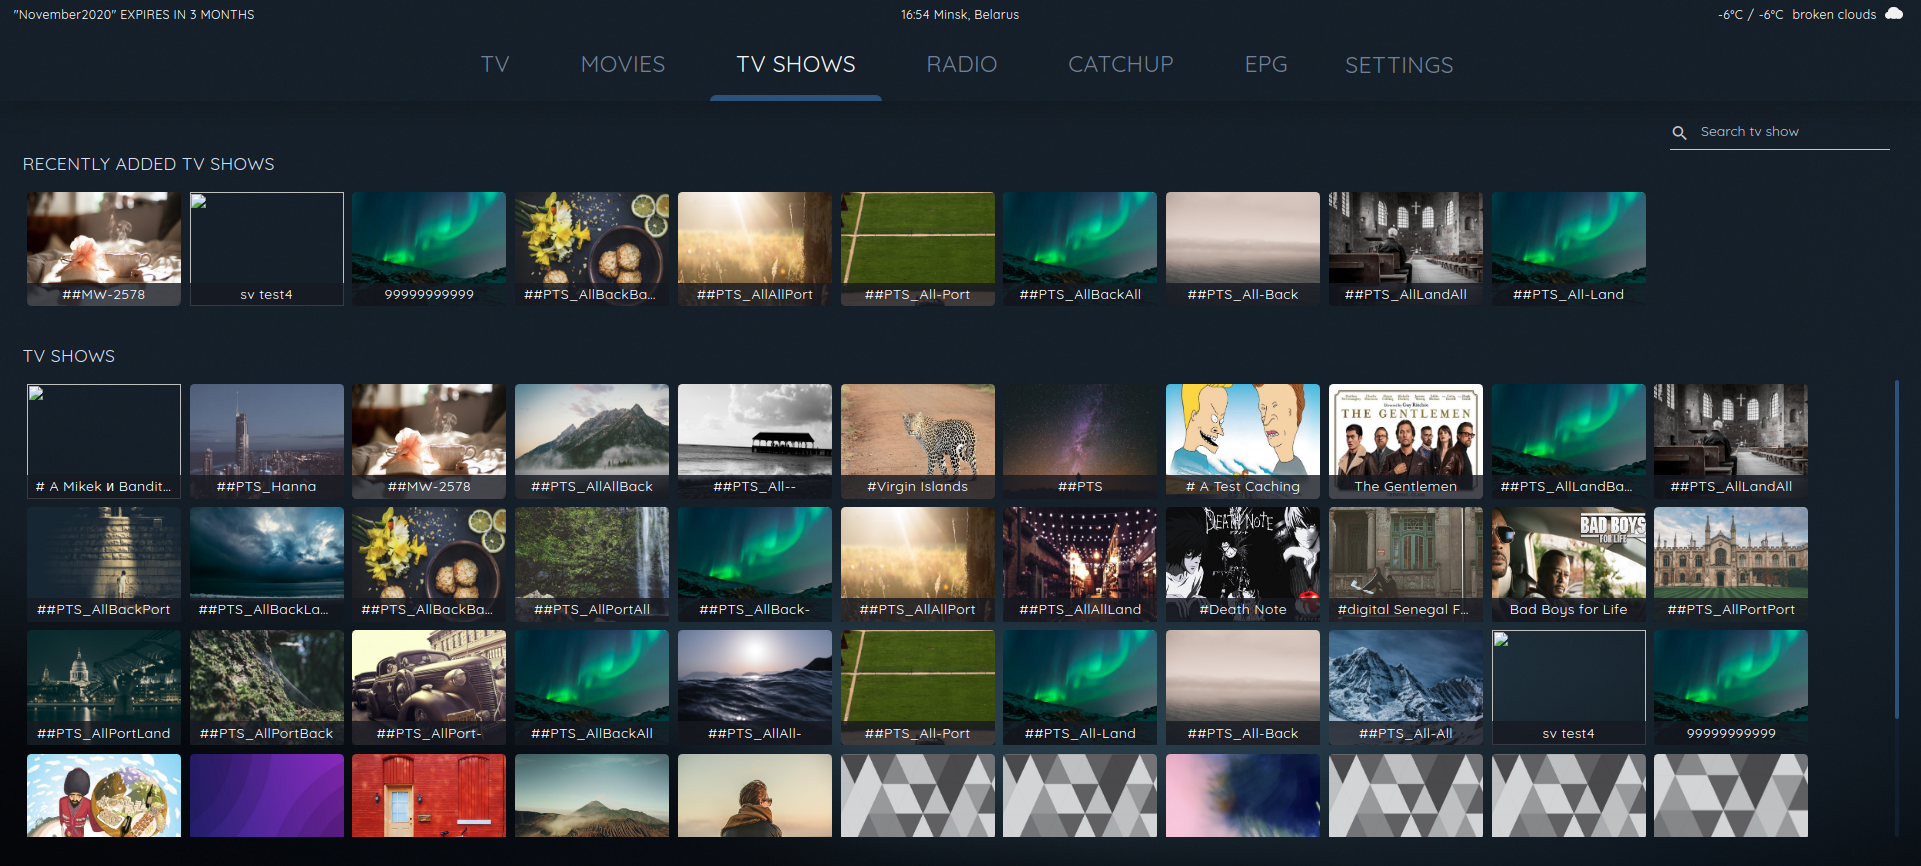 "November2020" EXPIRES IN 3 MONTHS
16:54 Minsk, Belarus
-6°C / -6°C broken clouds
TV MOVIES TV SHOWS RADIO CATCHUP EPG SETTINGS
Search tv show
RECENTLY ADDED TV SHOWS
##MW-2578
sv test4
99999999999
##PTS_AllBackBa...
##PTS_AllAllPort
##PTS_All-Port
##PTS_AllBackAll
##PTS_All-Back
##PTS_AllLandAll
##PTS_All-Land
TV SHOWS
# A Mikek и Bandit...
##PTS_Hanna
##MW-2578
##PTS_AllAllBack
##PTS_All--
#Virgin Islands
##PTS
# A Test Caching
THE GENTLEMEN
The Gentlemen
##PTS_AllLandBa...
##PTS_AllLandAll
##PTS_AllBackPort
##PTS_AllBackLa...
##PTS_AllBackBa...
##PTS_AllPortAll
##PTS_AllBack-
##PTS_AllAllPort
##PTS_AllAllLand
DEATH NOTE
#Death Note
#digital Senegal F...
BAD BOYS
FOR LIFE
Bad Boys for Life
##PTS_AllPortPort
##PTS_AllPortLand
##PTS_AllPortBack
##PTS_AllPort-
##PTS_AllBackAll
##PTS_AllAll-
##PTS_All-Port
##PTS_All-Land
##PTS_All-Back
##PTS_All-All
sv test4
99999999999